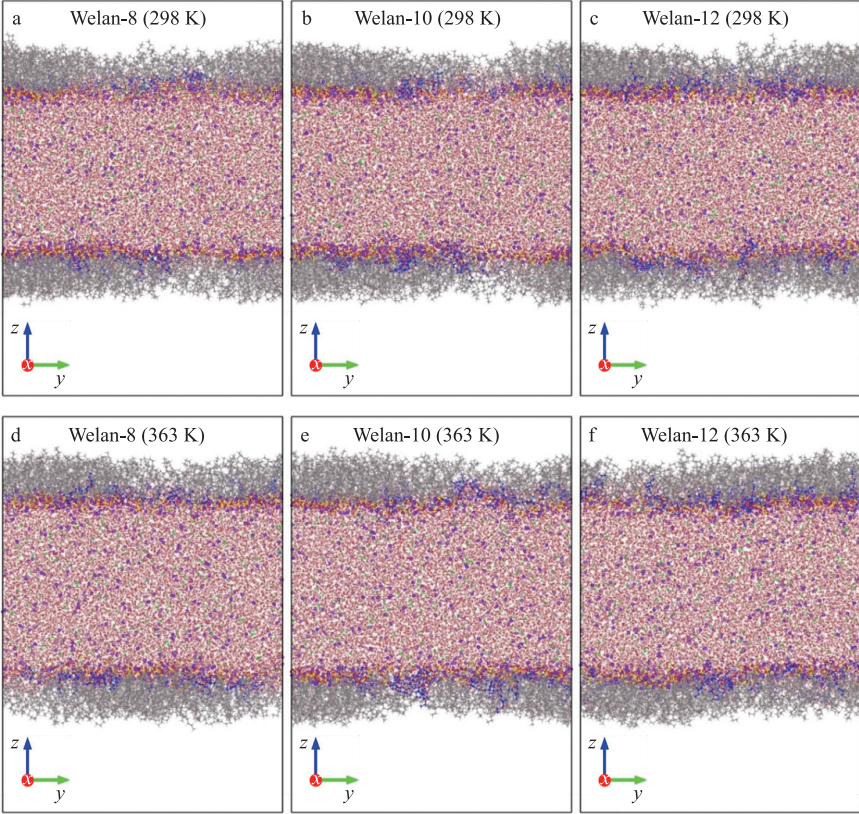 a Welan-8 (298 K)
b Welan-10 (298 K)
c Welan-12 (298 K)
z
x
y
z
x
y
z
x
y
d Welan-8 (363 K)
e Welan-10 (363 K)
f Welan-12 (363 K)
z
x
y
z
x
y
z
x
y